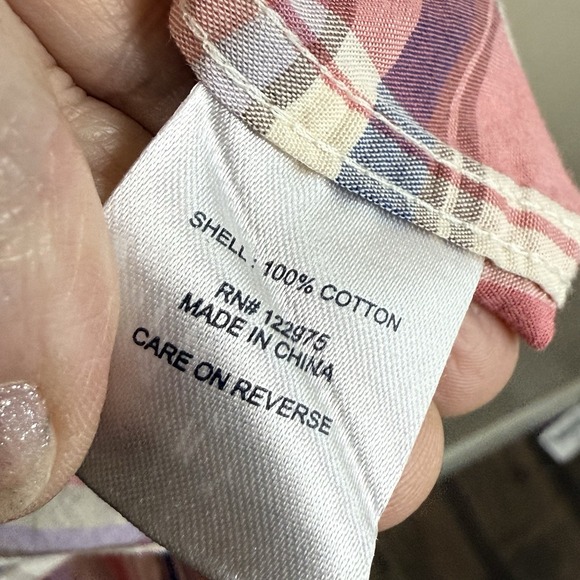 SHELL : 100% COTTON
RN# 122975
MADE IN CHINA
CARE ON REVERSE